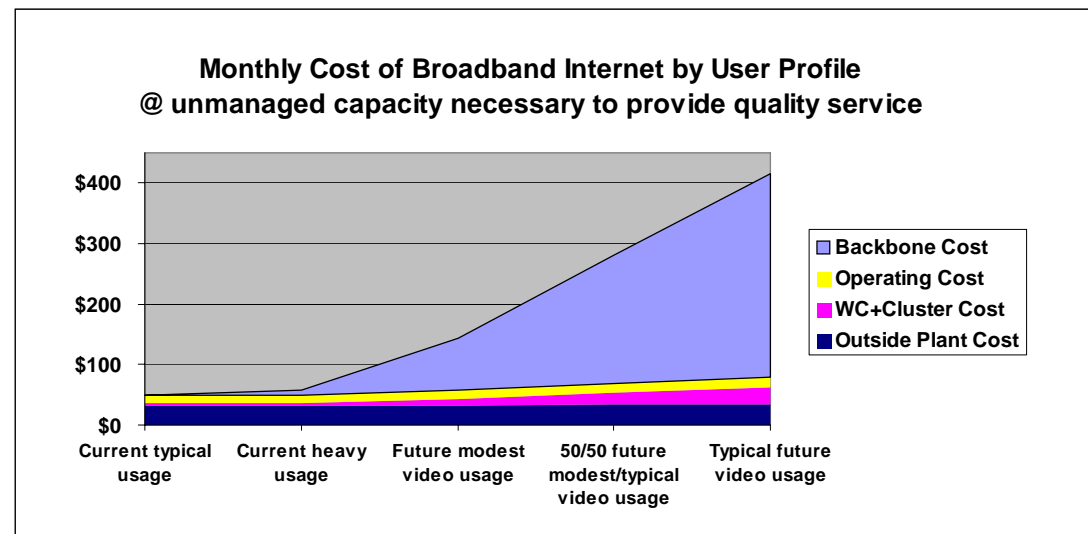 Monthly Cost of Broadband Internet by User Profile
@ unmanaged capacity necessary to provide quality service
$400
$300
$200
$100
$0
Current typical
usage
Current heavy
usage
Future modest
video usage
50/50 future
modest/typical
video usage
Typical future
video usage
Backbone Cost
Operating Cost
WC+Cluster Cost
Outside Plant Cost